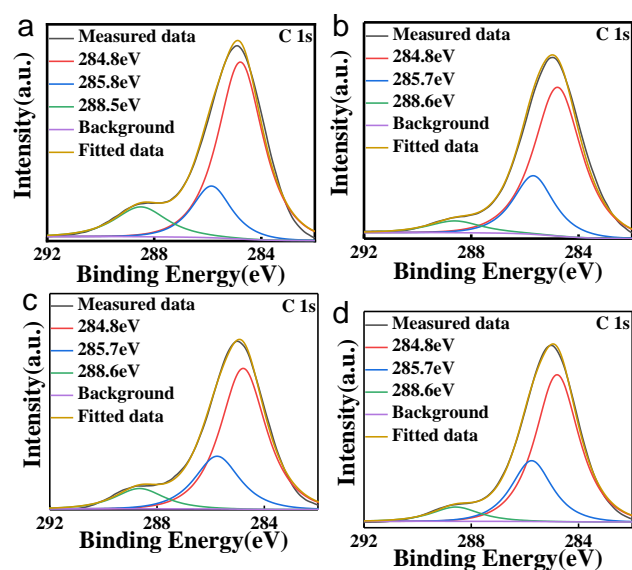 a
Measured data
C 1s
284.8eV
285.8eV
288.5eV
Background
Fitted data
Intensity(a.u.)
292
288
284
Binding Energy(eV)
b
Measured data
C 1s
284.8eV
285.7eV
288.6eV
Background
Fitted data
Intensity(a.u.)
292
288
284
Binding Energy(eV)
c
Measured data
C 1s
284.8eV
285.7eV
288.6eV
Background
Fitted data
Intensity(a.u.)
292
288
284
Binding Energy(eV)
d
Measured data
C 1s
284.8eV
285.7eV
288.6eV
Background
Fitted data
Intensity(a.u.)
292
288
284
Binding Energy(eV)